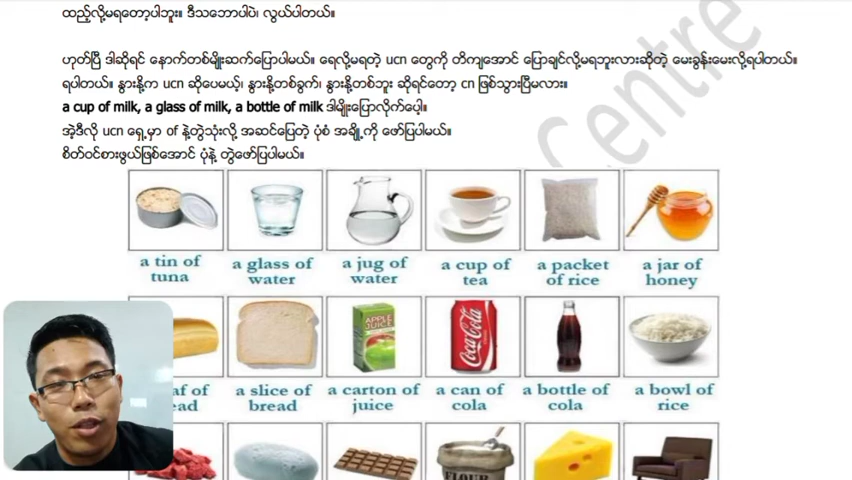 ထည့်လို့မရတော့ပါဘူး။ ဒီသဘောပါပဲ၊ လွယ်ပါတယ်။
ဟုတ်ပြီ ဒါဆိုရင် နောက်တစ်မျိုးဆက်ပြောပါမယ်။ ရေလို့မရတဲ့ ucn တွေကို တိကျအောင် ပြောချင်လို့မရဘူးလားဆိုတဲ့ မေးခွန်းမေးလို့ရပါတယ်။
ရပါတယ်။ နွားနို့က ucn ဆိုပေမယ့်၊ နွားနို့တစ်ခွက်၊ နွားနို့တစ်ဘူး ဆိုရင်တော့ cn ဖြစ်သွားပြီမလား။
a cup of milk, a glass of milk, a bottle of milk ဒါမျိုးပြောလိုက်ပေါ့။
အဲ့ဒီလို ucn ရှေ့မှာ of နဲ့တွဲသုံးလို့ အဆင်ပြေတဲ့ ပုံစံ အချို့ကို ဖော်ပြပါမယ်။
စိတ်ဝင်စားဖွယ်ဖြစ်အောင် ပုံနဲ့ တွဲဖော်ပြပါမယ်။
Centre
a tin of tuna
a glass of water
a jug of water
a cup of tea
a packet of rice
a jar of honey
APPLE JUICE
Coca-Cola
af of ead
a slice of bread
a carton of juice
a can of cola
a bottle of cola
a bowl of rice
FLOUR